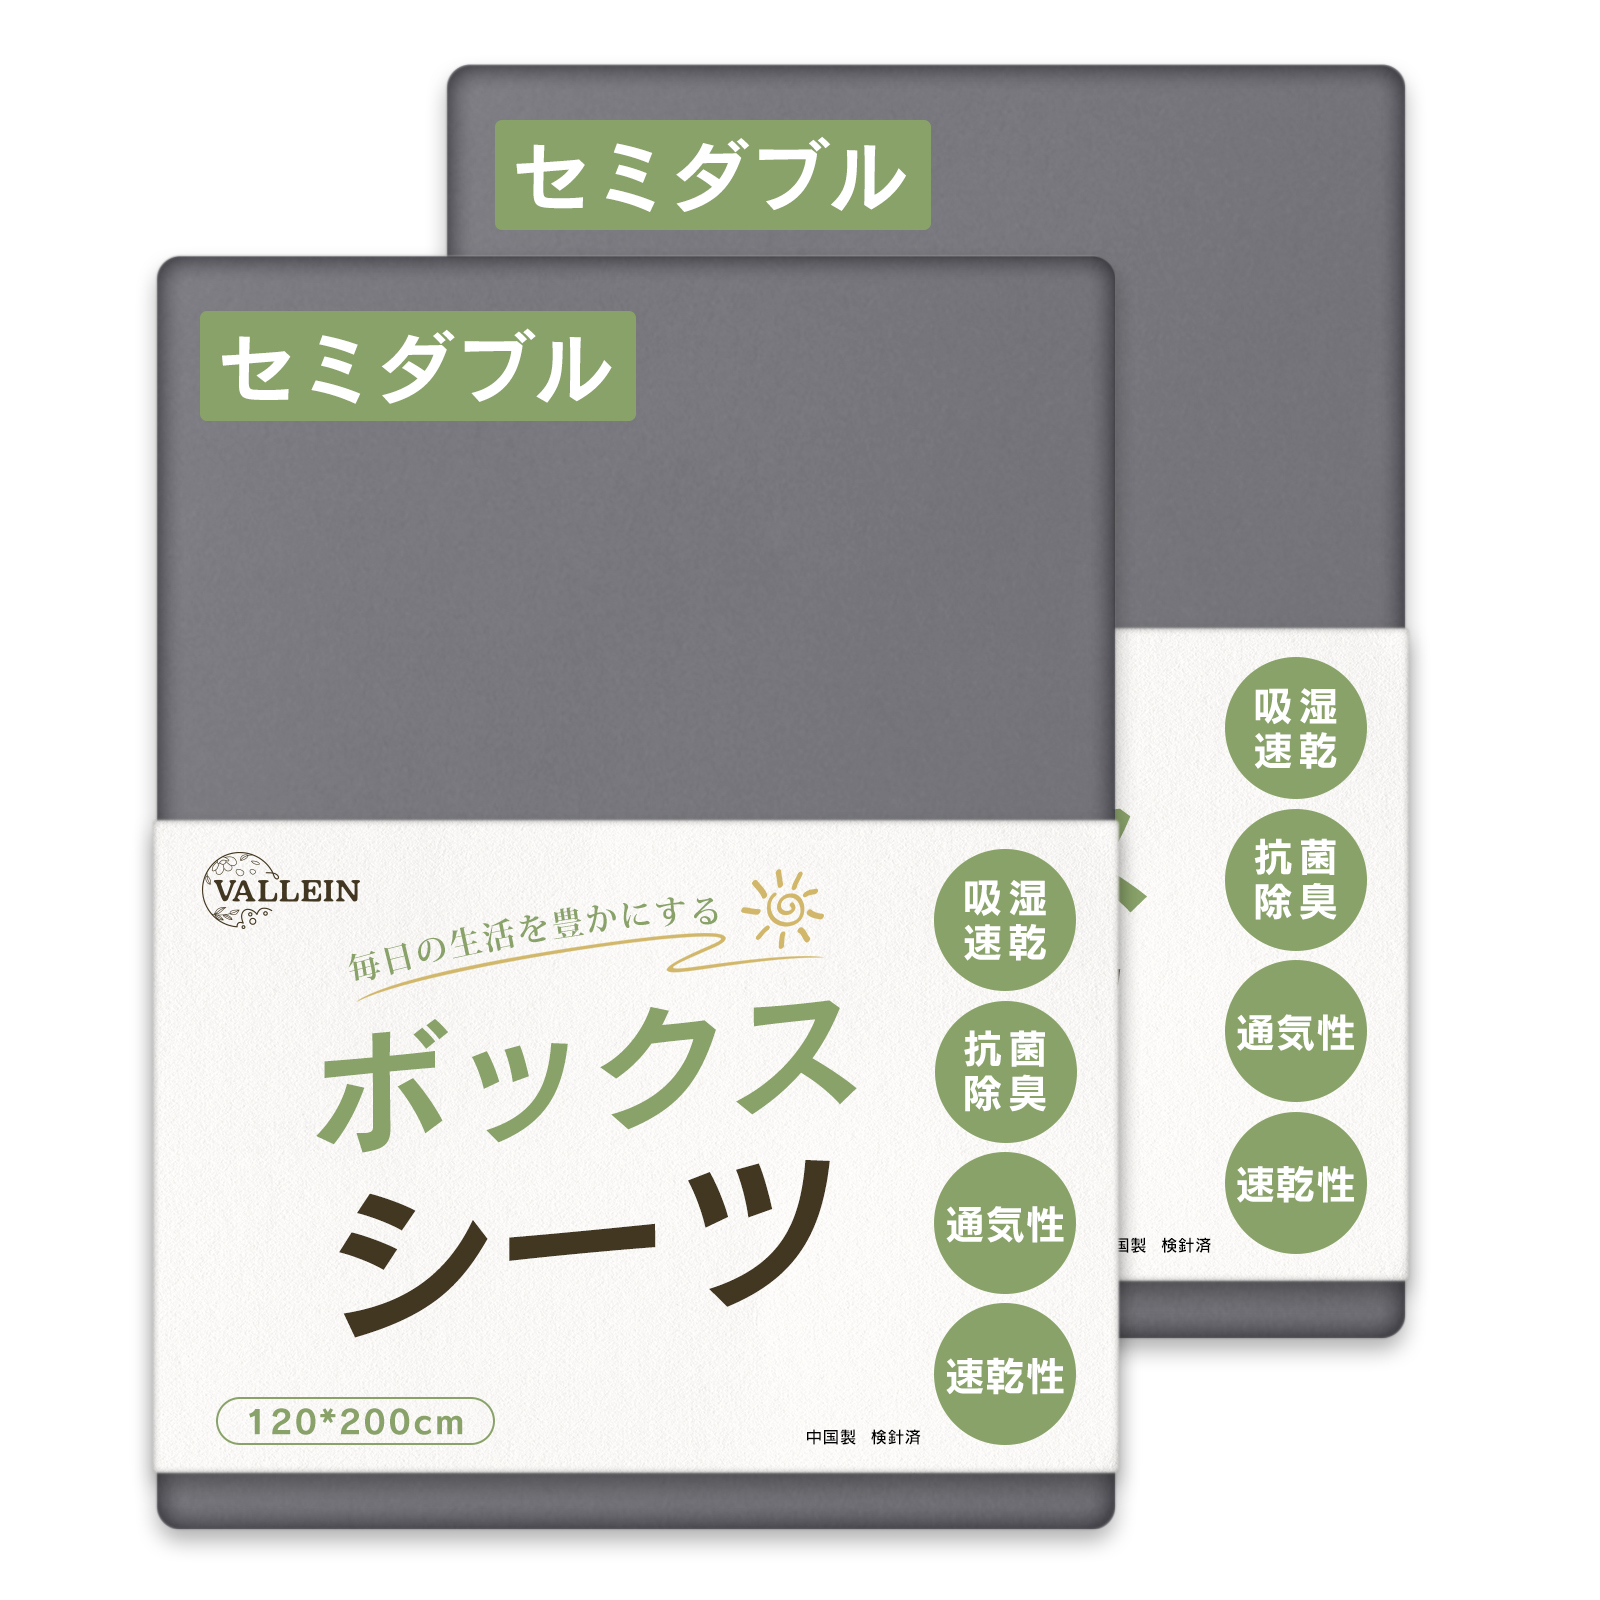 セミダブル
セミダブル
VALLEIN
毎日の生活を豊かにする
ボックス
シーツ
120*200cm
中国製 検針済
吸湿
速乾
抗菌
除臭
通気性
速乾性
吸湿
速乾
抗菌
除臭
通気性
速乾性
国製 検針済